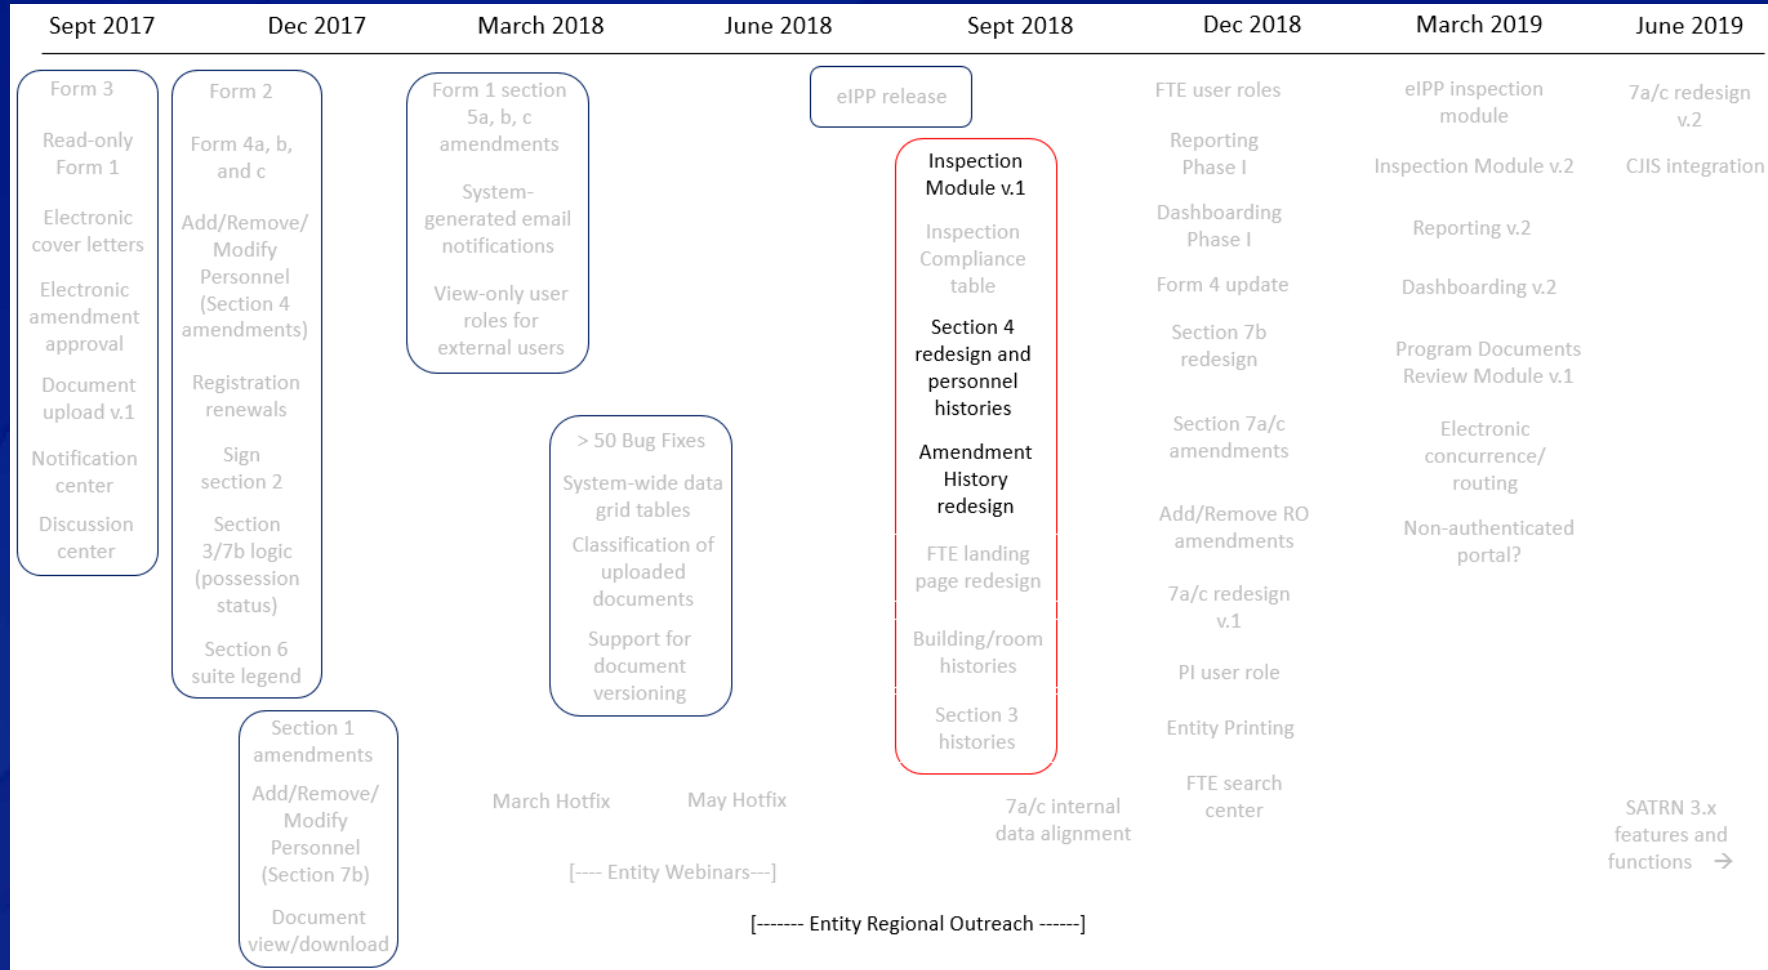 Sept 2017
Dec 2017
March 2018
June 2018
Sept 2018
Dec 2018
March 2019
June 2019
Form 3
Read-only
Form 1
Electronic
cover letters
Electronic
amendment
approval
Document
upload v.1
Notification
center
Discussion
center
Form 2
Form 4a, b,
and c
Add/Remove/
Modify
Personnel
(Section 4
amendments)
Registration
renewals
Sign
section 2
Section
3/7b logic
(possession
status)
Section 6
suite legend
Section 1
amendments
Add/Remove/
Modify
Personnel
(Section 7b)
Document
view/download
Form 1 section
5a, b, c
amendments
System-
generated email
notifications
View-only user
roles for
external users
> 50 Bug Fixes
System-wide data
grid tables
Classification of
uploaded
documents
Support for
document
versioning
March Hotfix
May Hotfix
[---- Entity Webinars---]
[------- Entity Regional Outreach ------]
eIPP release
Inspection
Module v.1
Inspection
Compliance
table
Section 4
redesign and
personnel
histories
Amendment
History
redesign
FTE landing
page redesign
Building/room
histories
Section 3
histories
7a/c internal
data alignment
FTE user roles
Reporting
Phase I
Dashboarding
Phase I
Form 4 update
Section 7b
redesign
Section 7a/c
amendments
Add/Remove RO
amendments
7a/c redesign
v.1
PI user role
Entity Printing
FTE search
center
eIPP inspection
module
Inspection Module v.2
Reporting v.2
Dashboarding v.2
Program Documents
Review Module v.1
Electronic
concurrence/
routing
Non-authenticated
portal?
7a/c redesign
v.2
CJIS integration
SATRN 3.x
features and
functions →